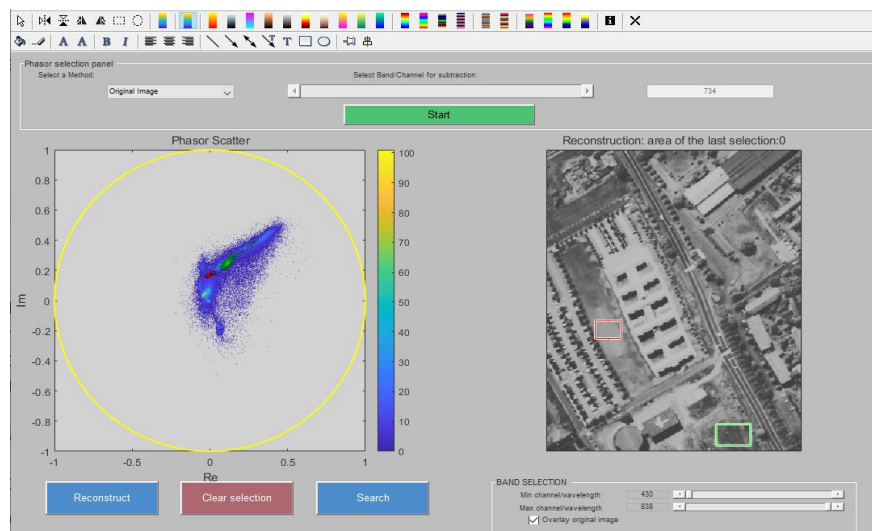 A A B I T
Phasor selection panel
Select a Method:
Select Band/Channel for subtraction:
Original Image
734
Start
Phasor Scatter
Reconstruction: area of the last selection:0
1
0.8
0.6
0.4
0.2
0
-0.2
-0.4
-0.6
-0.8
-1
Im
-1 -0.5 0 0.5 1
Re
100
90
80
70
60
50
40
30
20
10
0
Reconstruct
Clear selection
Search
BAND SELECTION
Min channel/wavelength 430
Max channel/wavelength 838
Overlay original image